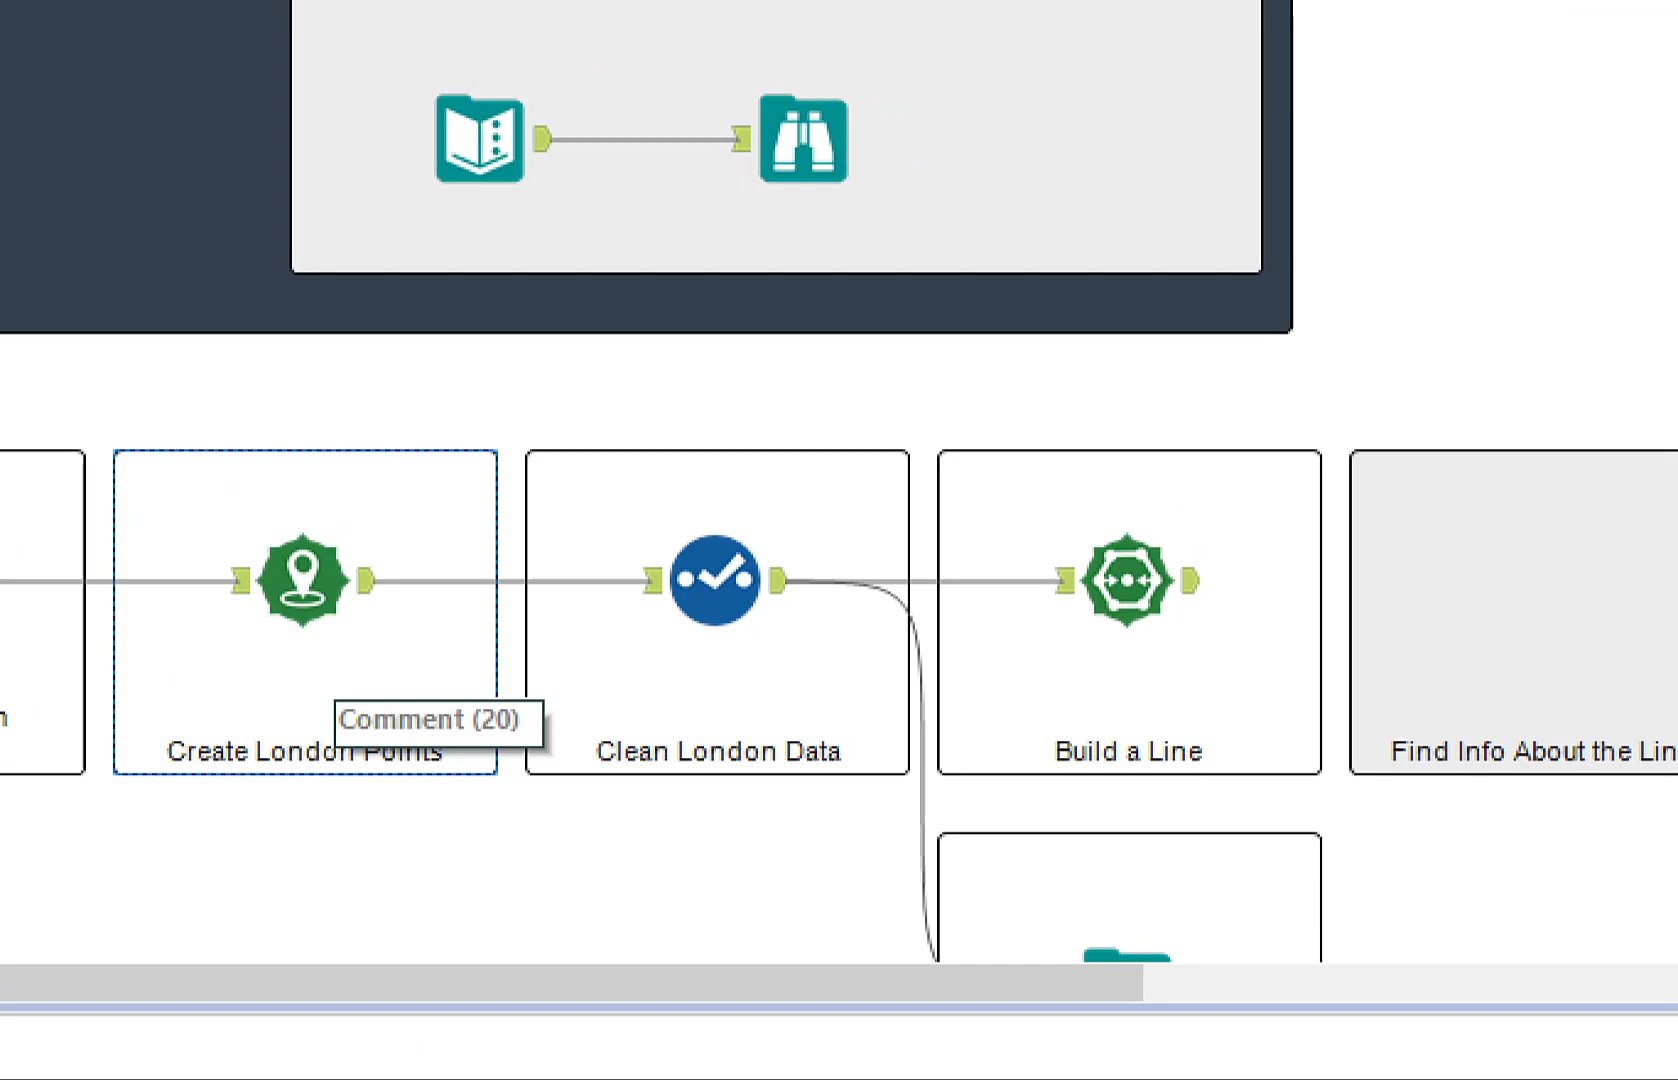 Comment (20)
Create London Points
Clean London Data
Build a Line
Find Info About the Lin